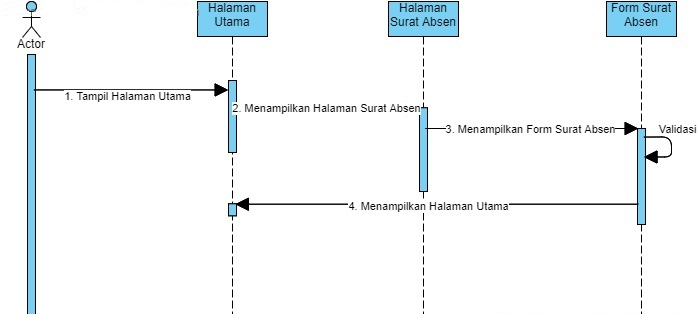 Halaman
Utama
Halaman
Surat Absen
Form Surat
Absen
Actor
1. Tampil Halaman Utama
2. Menampilkan Halaman Surat Absen
3. Menampilkan Form Surat Absen
Validasi
4. Menampilkan Halaman Utama